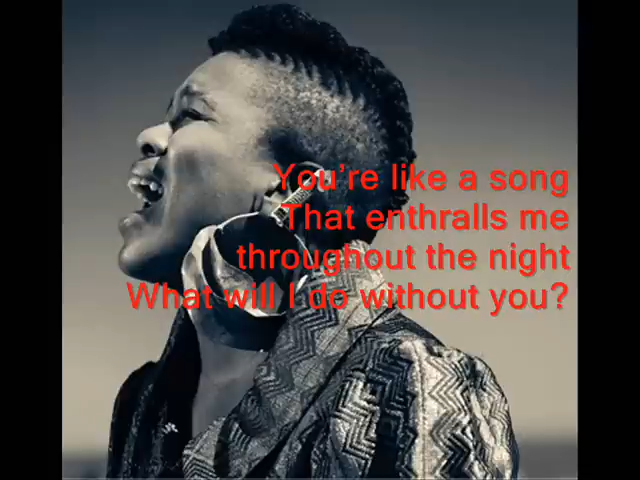 You're like a song
That enthralls me
throughout the night
What will I do without you?